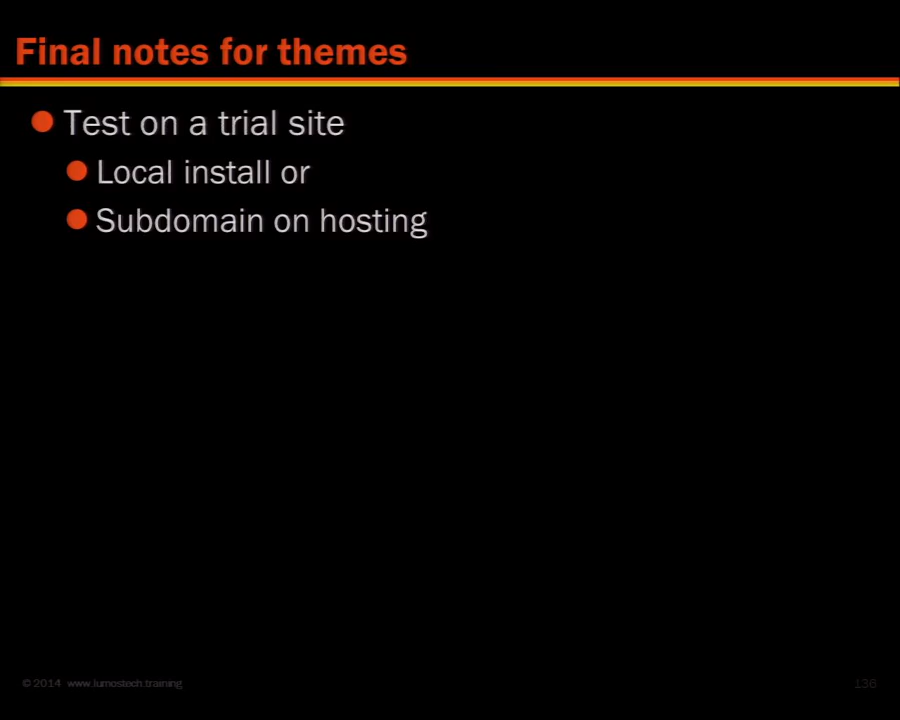 Final notes for themes
Test on a trial site
Local install or
Subdomain on hosting
© 2014 www.lumostech.training
136